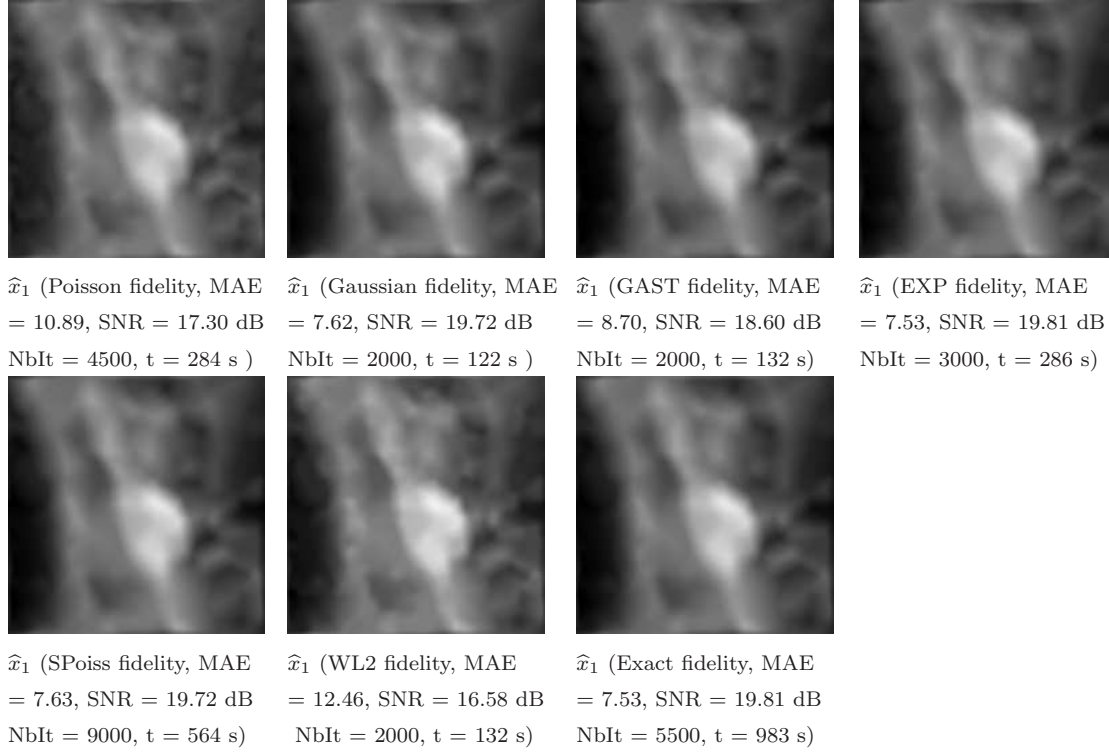 x̂₁ (Poisson fidelity, MAE
= 10.89, SNR = 17.30 dB
NbIt = 4500, t = 284 s )
x̂₁ (Gaussian fidelity, MAE
= 7.62, SNR = 19.72 dB
NbIt = 2000, t = 122 s )
x̂₁ (GAST fidelity, MAE
= 8.70, SNR = 18.60 dB
NbIt = 2000, t = 132 s)
x̂₁ (EXP fidelity, MAE
= 7.53, SNR = 19.81 dB
NbIt = 3000, t = 286 s)
x̂₁ (SPoiss fidelity, MAE
= 7.63, SNR = 19.72 dB
NbIt = 9000, t = 564 s)
x̂₁ (WL2 fidelity, MAE
= 12.46, SNR = 16.58 dB
NbIt = 2000, t = 132 s)
x̂₁ (Exact fidelity, MAE
= 7.53, SNR = 19.81 dB
NbIt = 5500, t = 983 s)